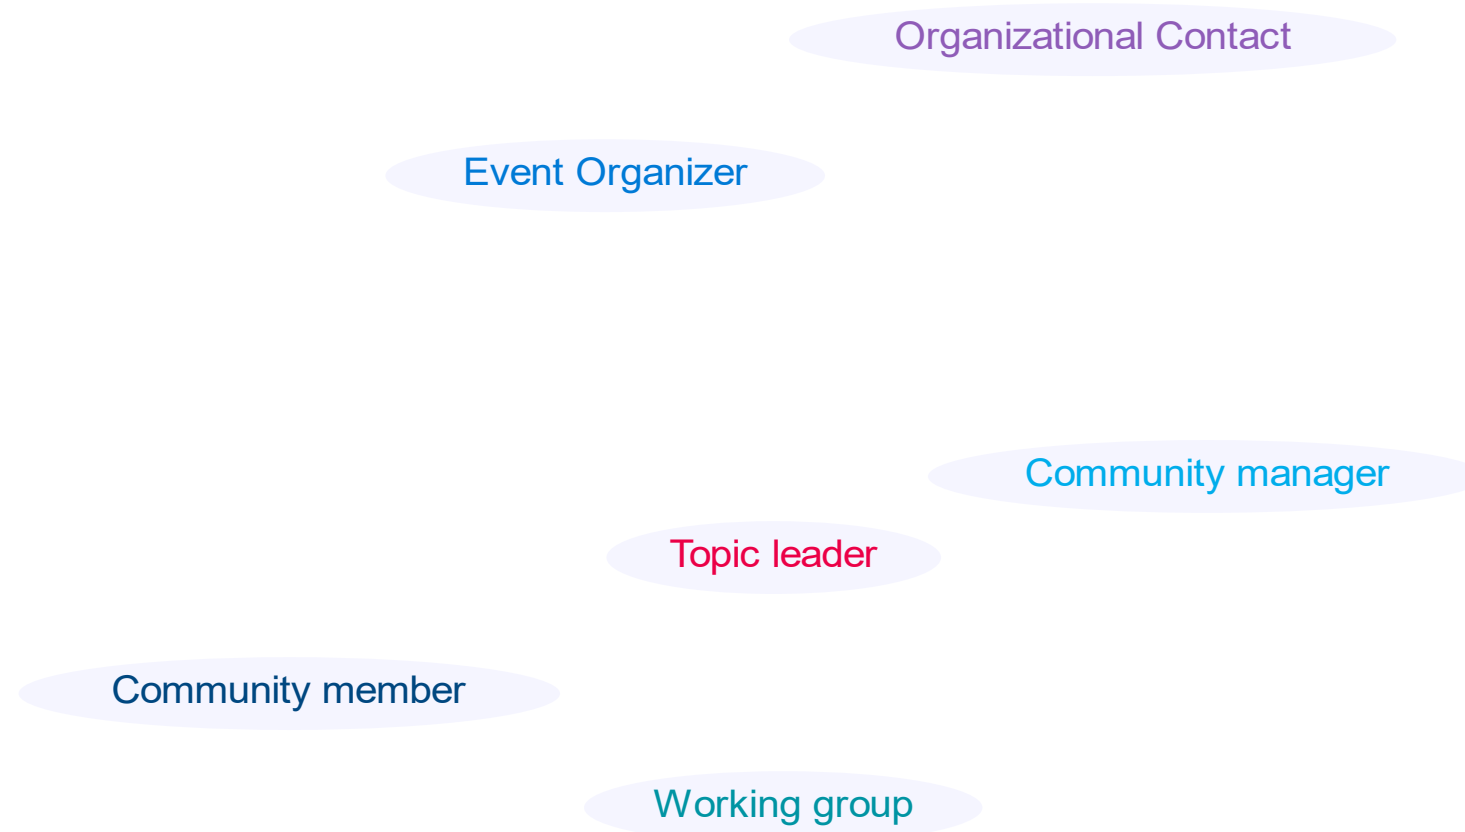 Organizational Contact
Event Organizer
Community manager
Topic leader
Community member
Working group